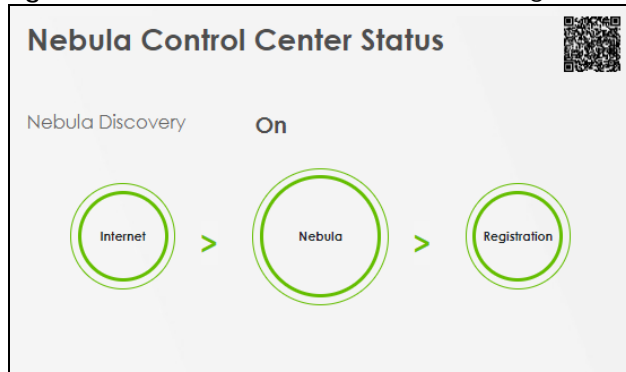 Nebula Control Center Status
Nebula Discovery On
Internet > Nebula > Registration